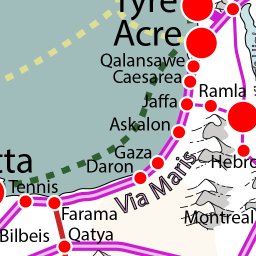 Tyre
Acre
Qalansawe
Caesarea
Jaffa
Ramla
Askalon
Gaza
Daron
Via Maris
Hebro
tta
Tennis
Farama
Montreal
Bilbeis
Qatya